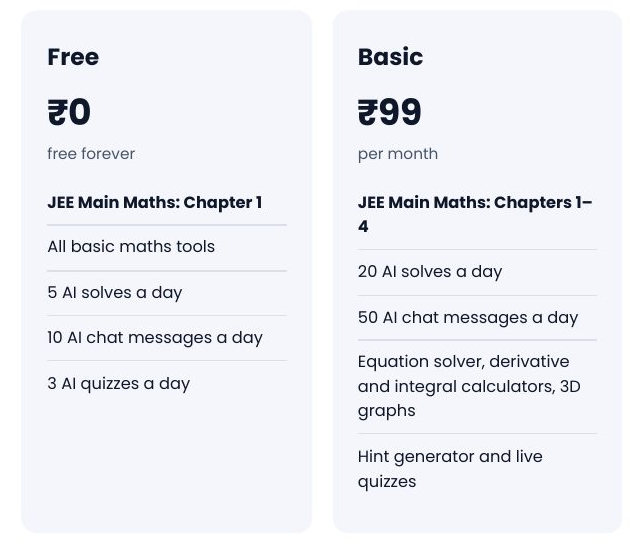 Free
₹0
free forever
JEE Main Maths: Chapter 1
All basic maths tools
5 AI solves a day
10 AI chat messages a day
3 AI quizzes a day
Basic
₹99
per month
JEE Main Maths: Chapters 1–
4
20 AI solves a day
50 AI chat messages a day
Equation solver, derivative
and integral calculators, 3D
graphs
Hint generator and live
quizzes